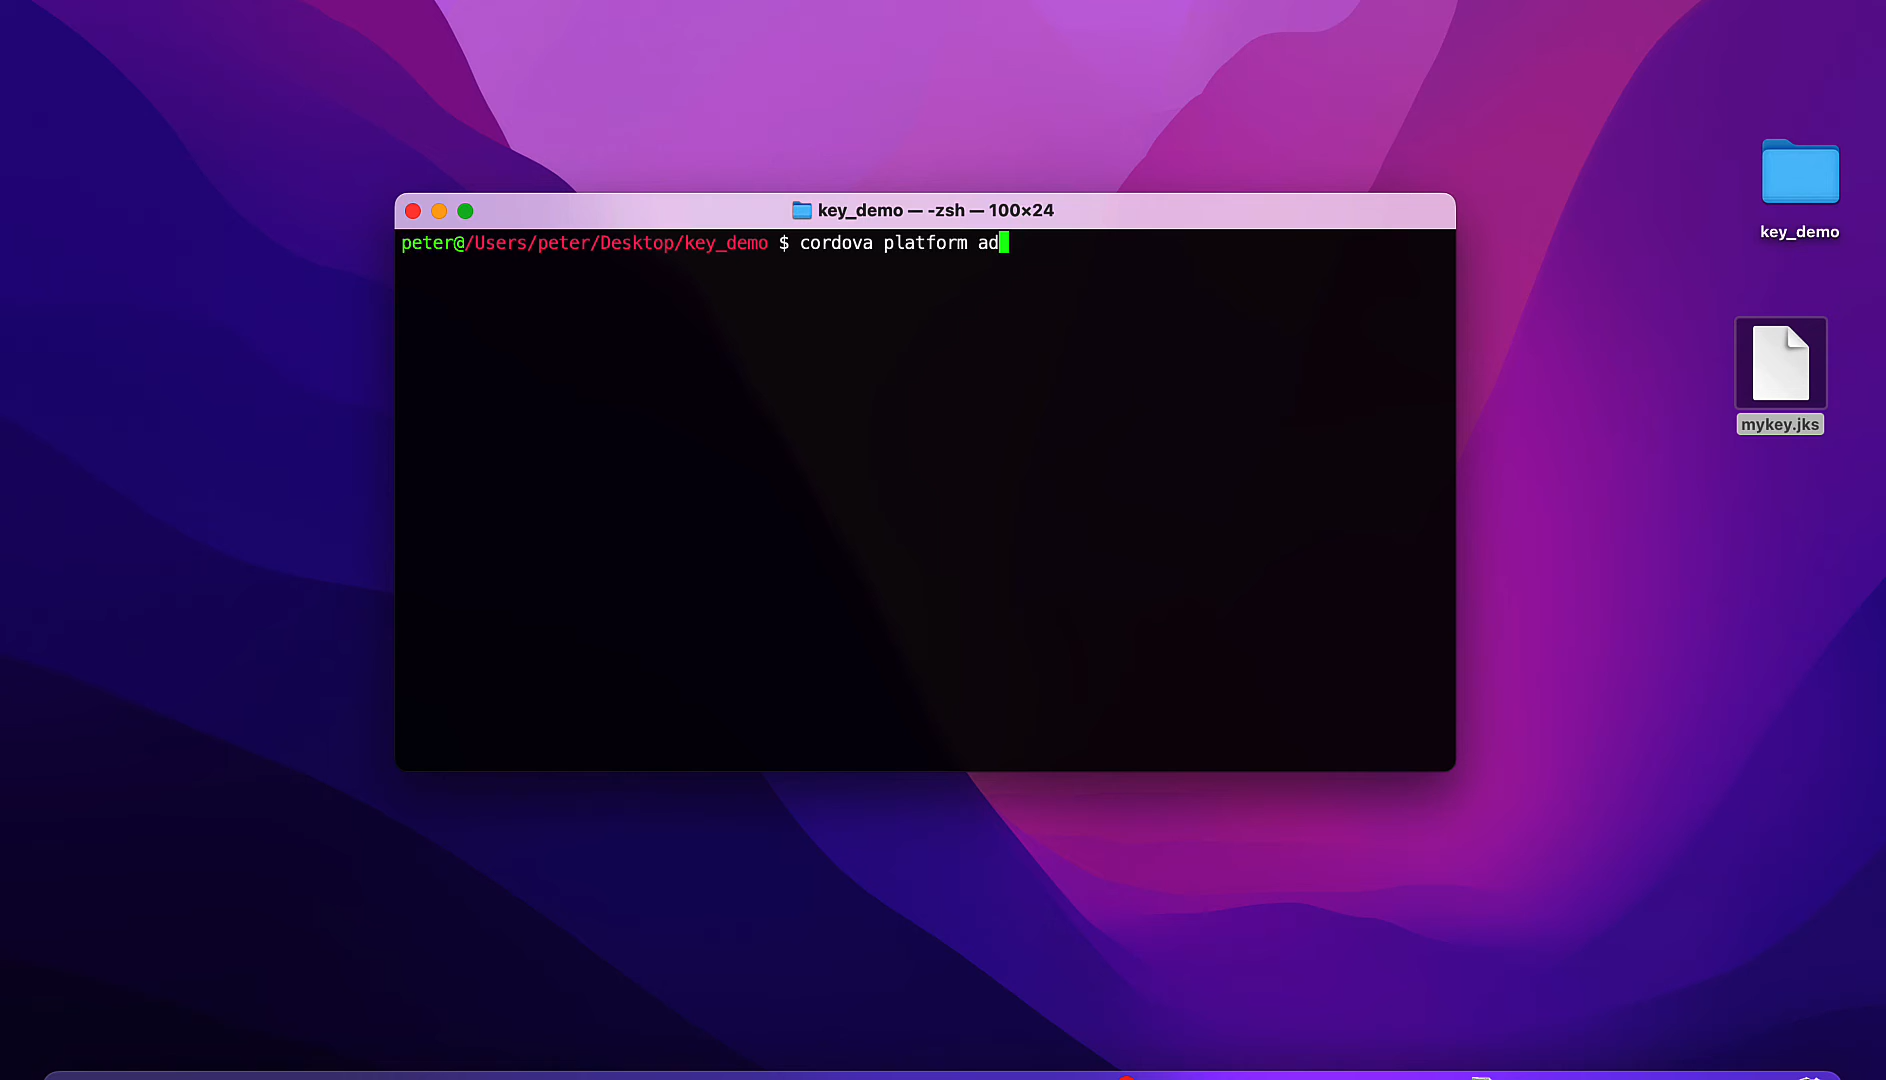 key_demo — -zsh — 100×24
peter@/Users/peter/Desktop/key_demo $ cordova platform ad
key_demo
mykey.jks